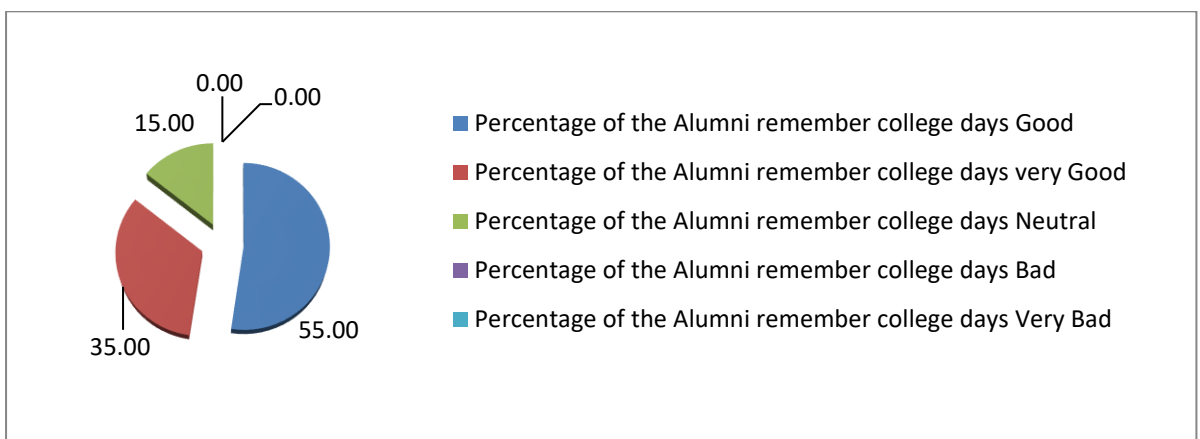 0.00
0.00
15.00
35.00
55.00
Percentage of the Alumni remember college days Good
Percentage of the Alumni remember college days very Good
Percentage of the Alumni remember college days Neutral
Percentage of the Alumni remember college days Bad
Percentage of the Alumni remember college days Very Bad